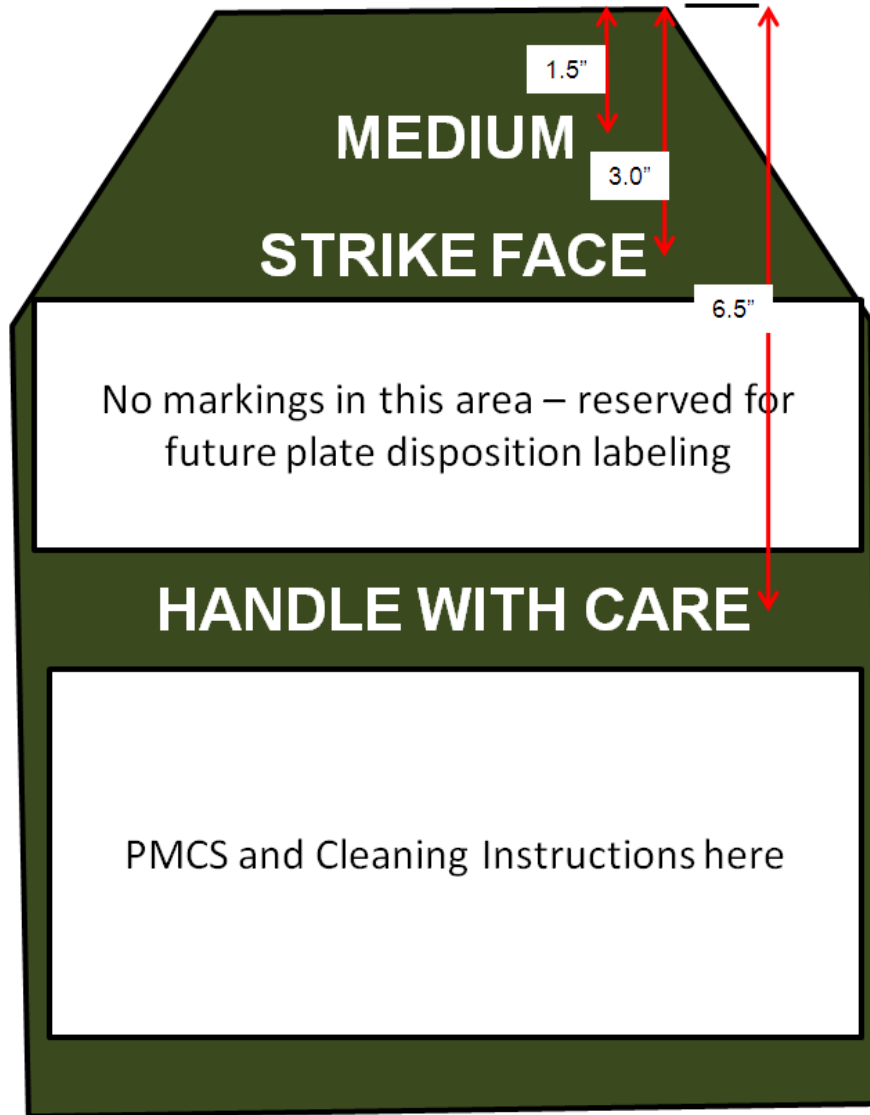 1.5”
MEDIUM
3.0”
STRIKE FACE
6.5”
No markings in this area – reserved for
future plate disposition labeling
HANDLE WITH CARE
PMCS and Cleaning Instructions here